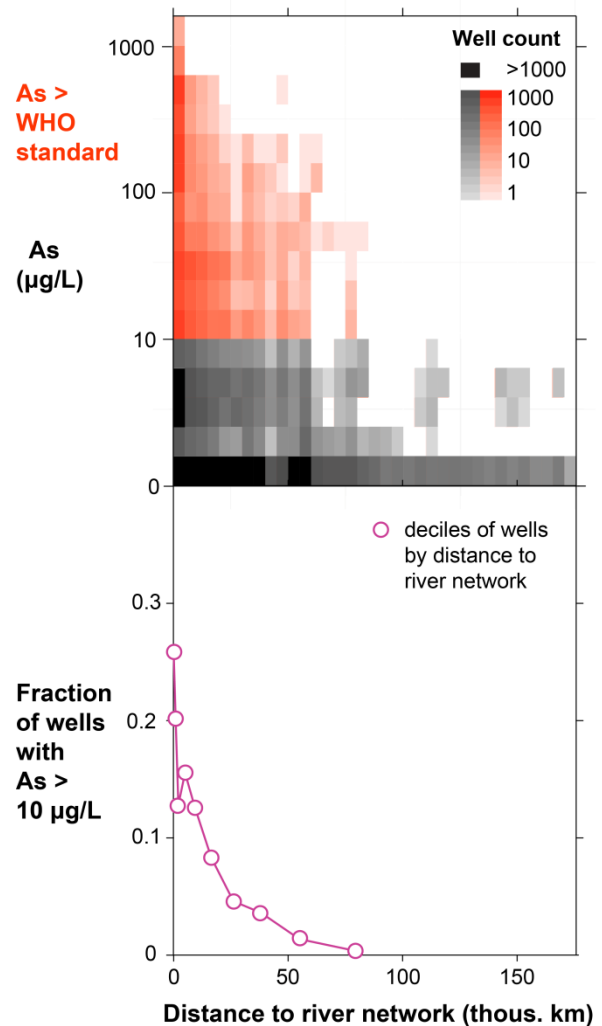 Well count
>1000
1000
100
10
1
1000
As >
WHO
standard
100
As
(µg/L)
10
0
deciles of wells
by distance to
river network
0.3
Fraction
of wells
with
As >
10 µg/L
0.2
0.1
0
0
50
100
150
Distance to river network (thous. km)